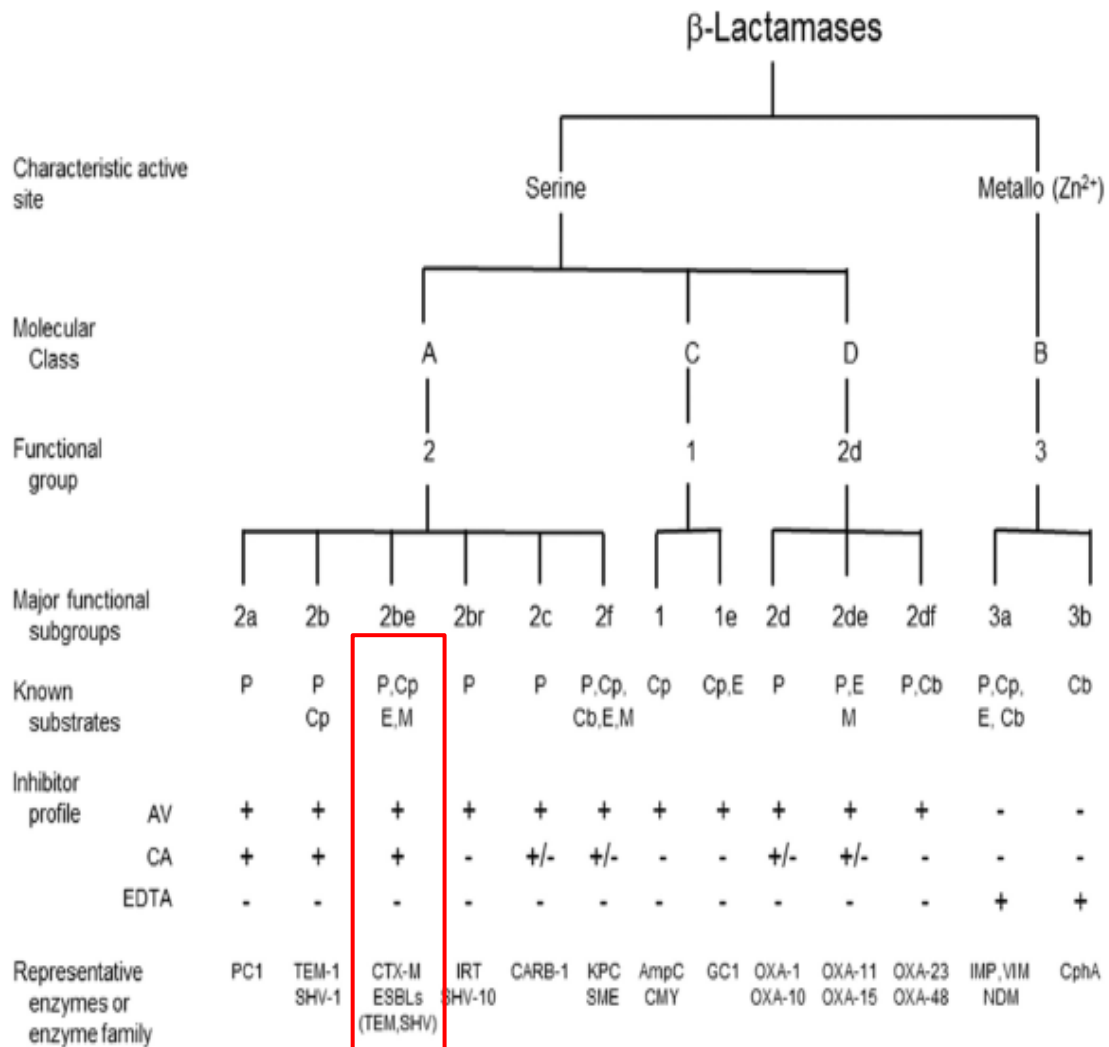 β-Lactamases
Characteristic active
site
Serine Metallo (Zn²⁺)
Molecular
Class
A C D B
Functional
group
2 1 2d 3
Major functional
subgroups
2a 2b 2be 2br 2c 2f 1 1e 2d 2de 2df 3a 3b
Known
substrates
P P P,Cp P P P,Cp, Cp Cp,E P P,E P,Cb P,Cp, Cb
Cp E,M Cb,E,M M E, Cb
Inhibitor
profile
AV + + + + + + + + + + + - -
CA + + + - +/- +/- - - +/- +/- - - -
EDTA - - - - - - - - - - - + +
Representative
enzymes or
enzyme family
PC1 TEM-1 CTX-M IRT CARB-1 KPC AmpC GC1 OXA-1 OXA-11 OXA-23 IMP,VIM CphA
SHV-1 ESBLs SHV-10 SME CMY OXA-10 OXA-15 OXA-48 NDM
(TEM,SHV)